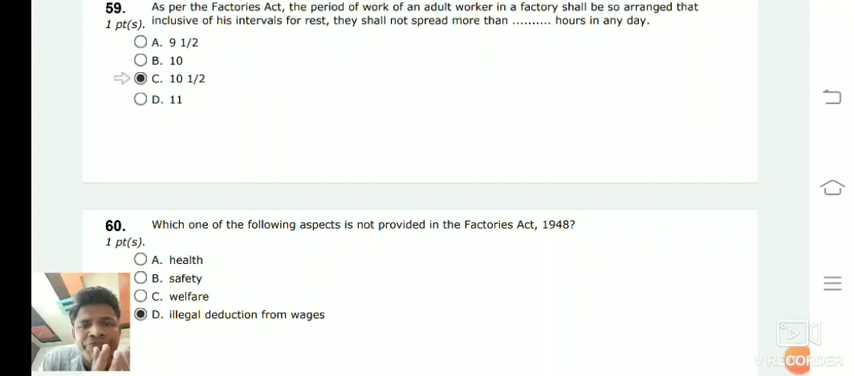 59. As per the Factories Act, the period of work of an adult worker in a factory shall be so arranged that
1 pt(s). inclusive of his intervals for rest, they shall not spread more than .......... hours in any day.
A. 9 1/2
B. 10
C. 10 1/2
D. 11
60. Which one of the following aspects is not provided in the Factories Act, 1948?
1 pt(s).
A. health
B. safety
C. welfare
D. illegal deduction from wages
V RECORDER